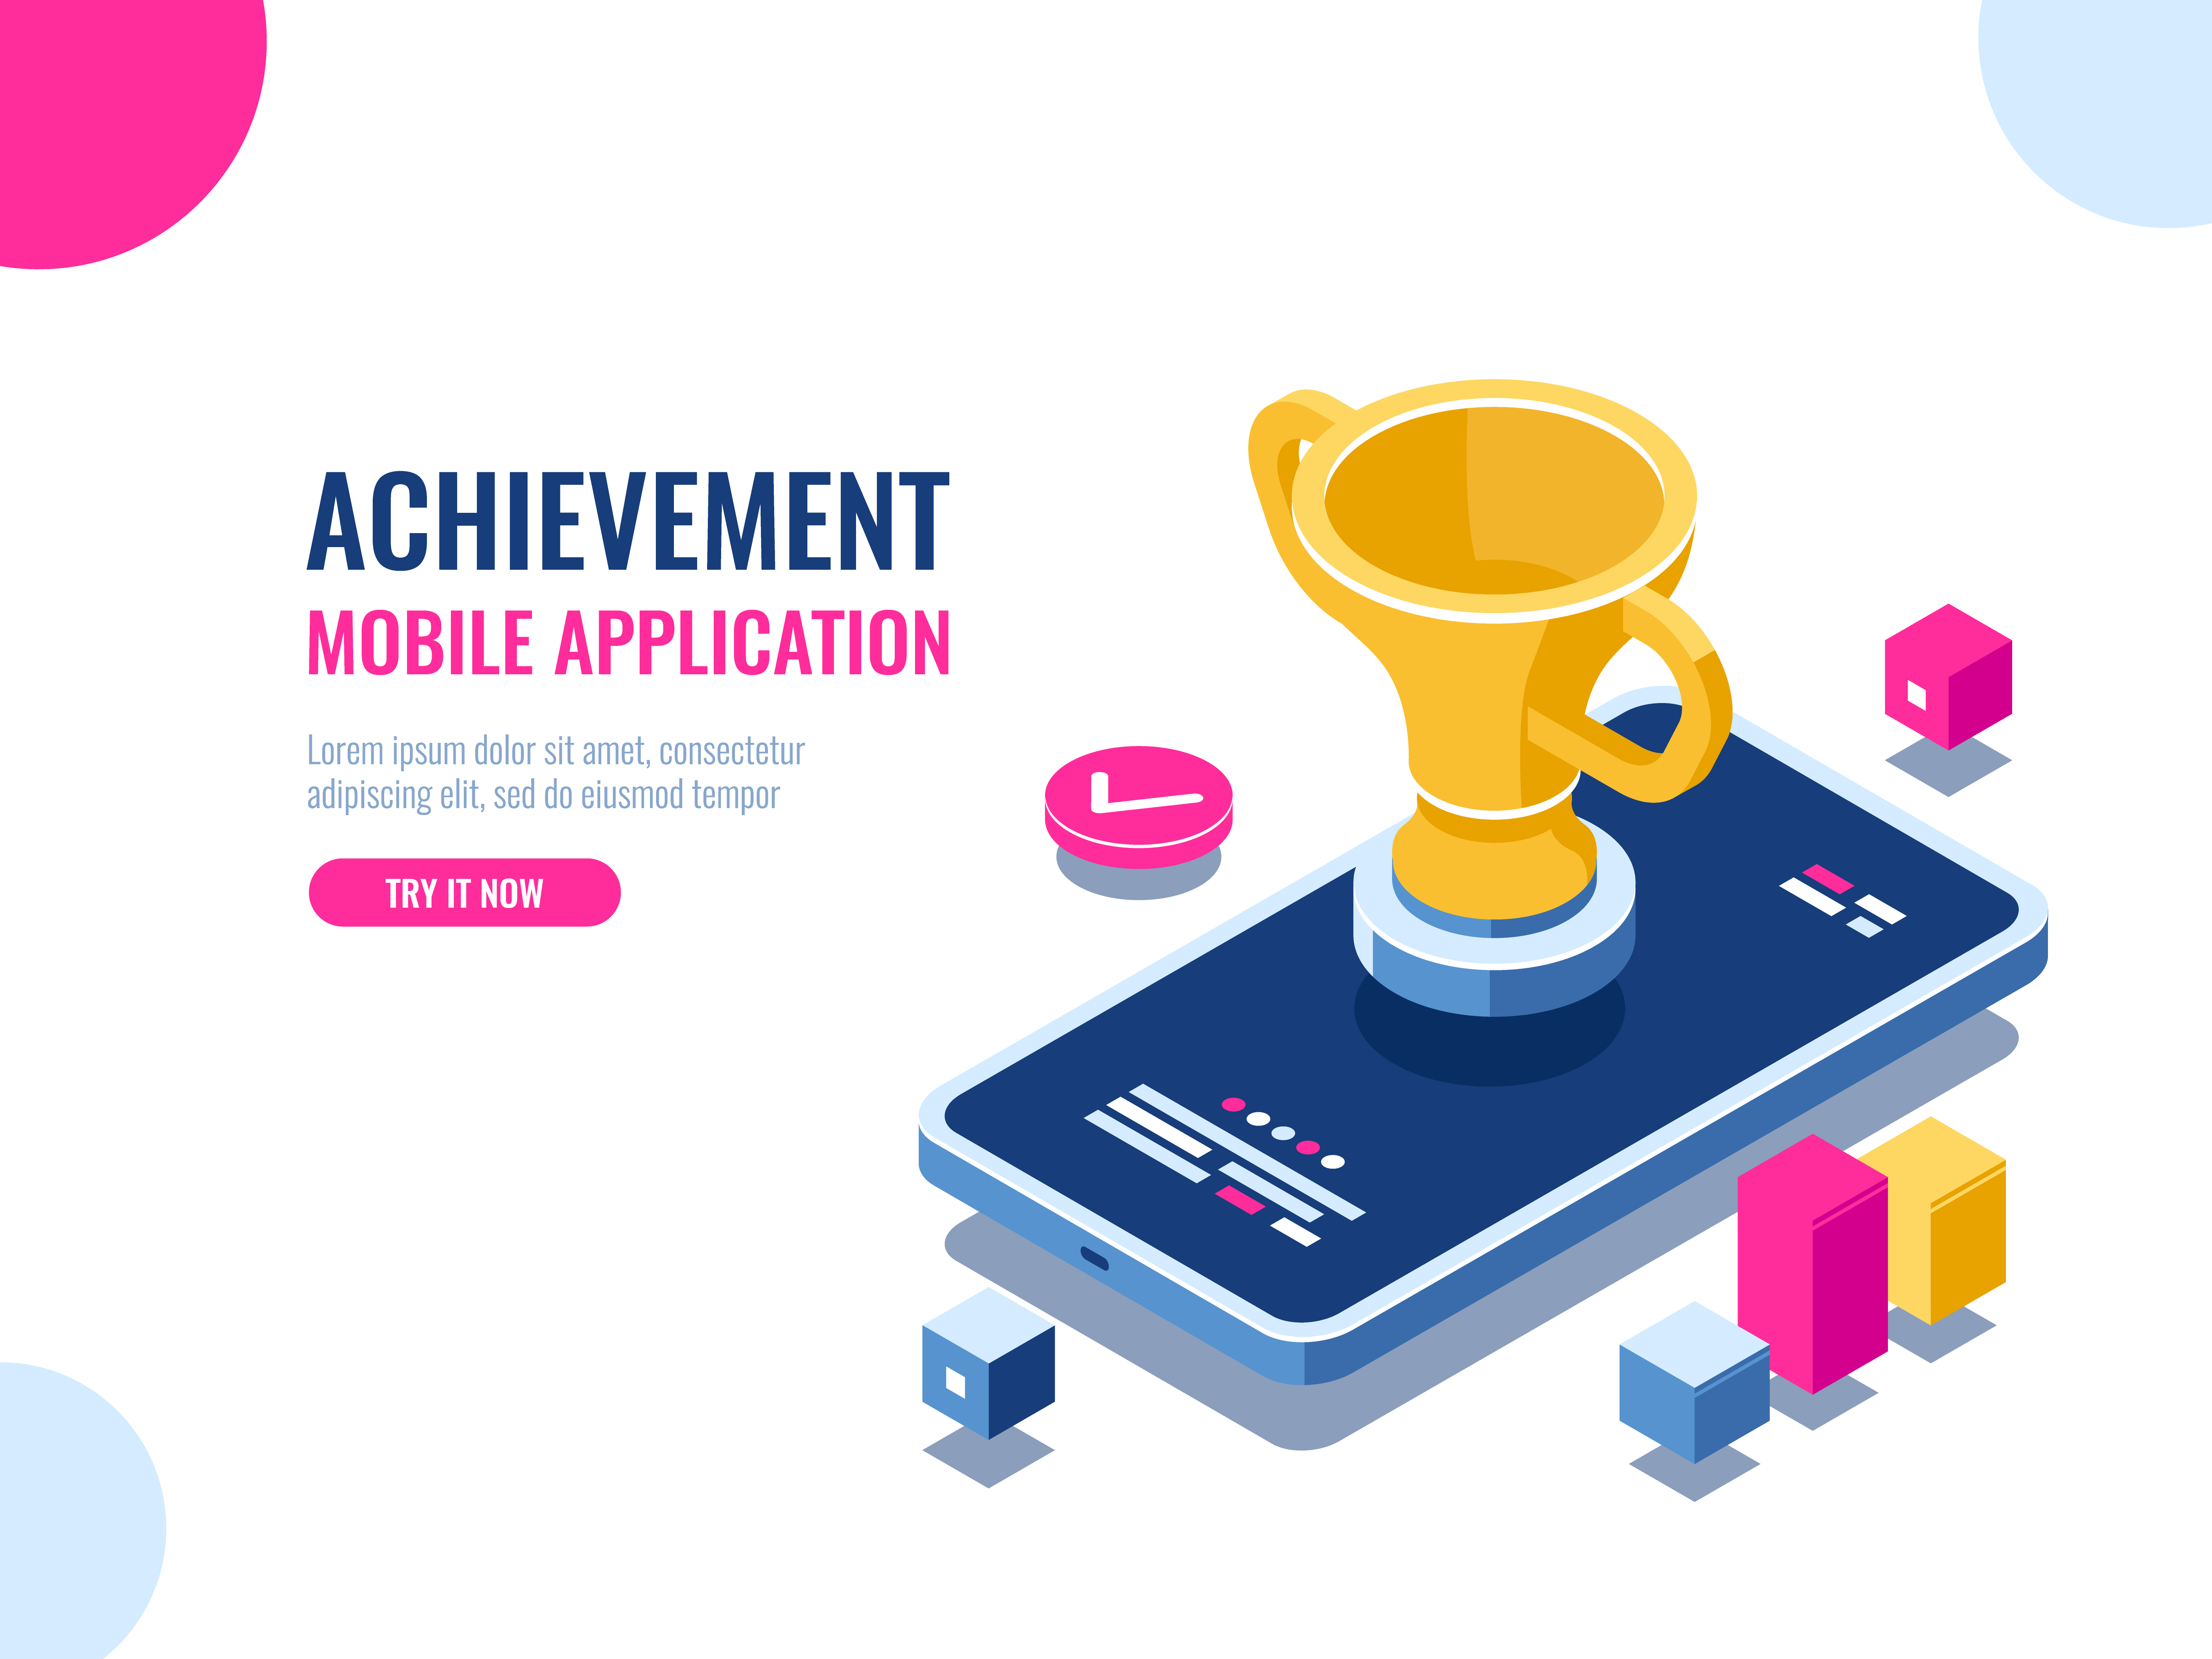 ACHIEVEMENT
MOBILE APPLICATION
Lorem ipsum dolor sit amet, consectetur
adipiscing elit, sed do eiusmod tempor
TRY IT NOW